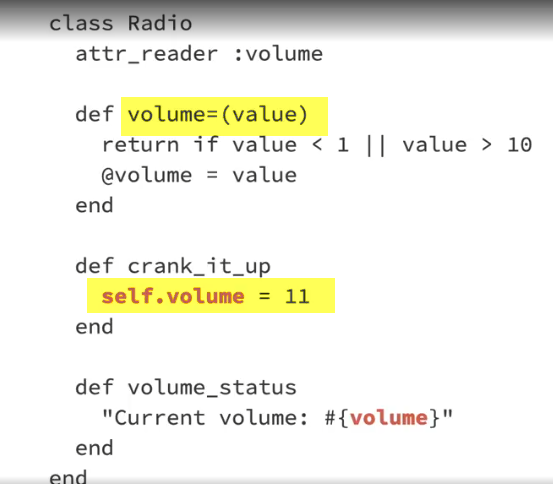 class Radio
attr_reader :volume
def volume=(value)
return if value < 1 || value > 10
@volume = value
end
def crank_it_up
self.volume = 11
end
def volume_status
"Current volume: #{volume}"
end
end